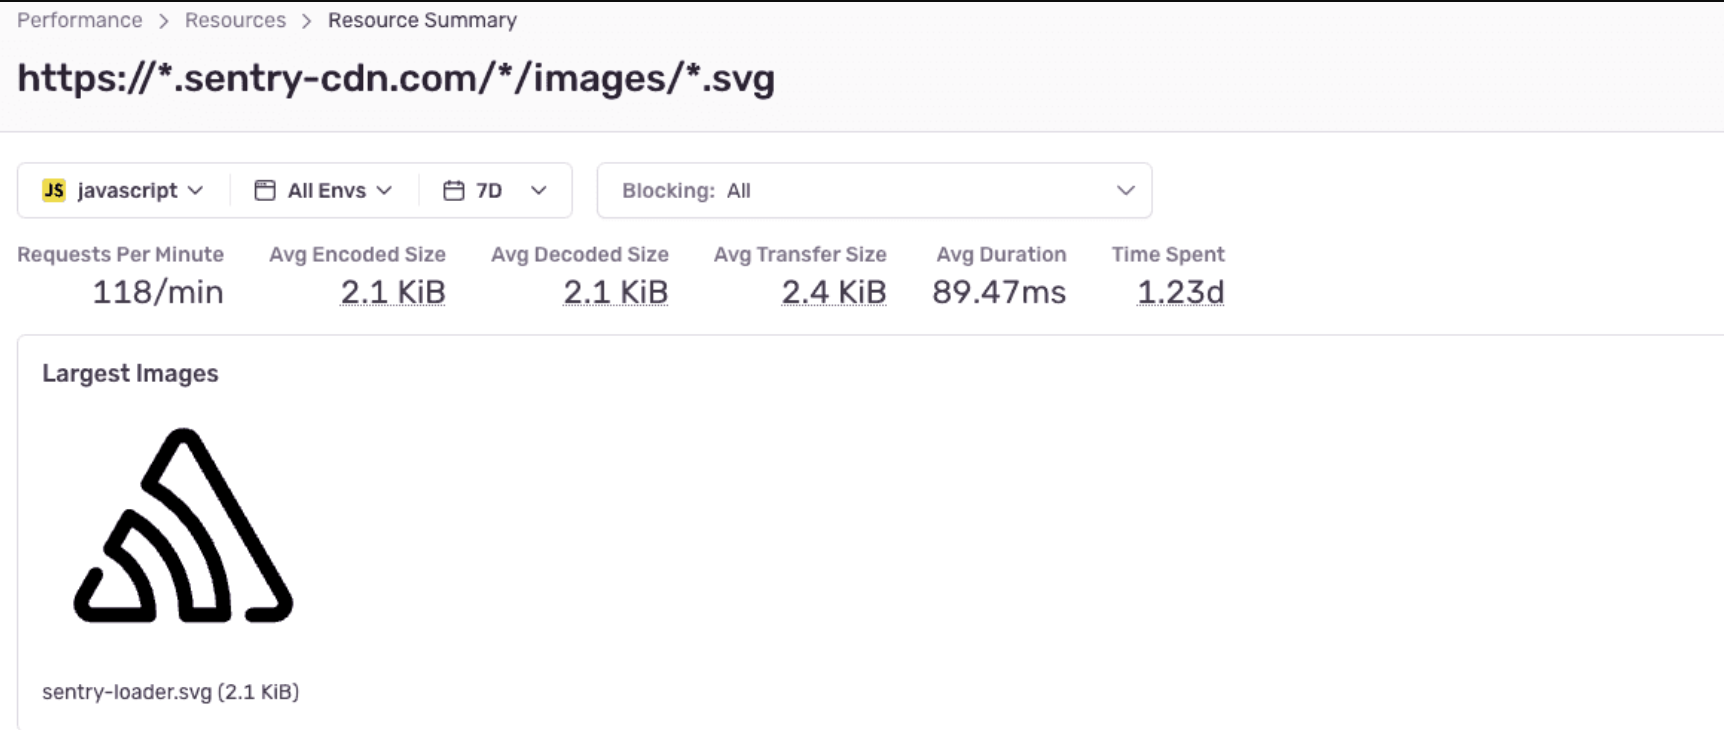 Performance > Resources > Resource Summary
https://*.sentry-cdn.com/*/images/*.svg
JS javascript All Envs 7D Blocking: All
Requests Per Minute Avg Encoded Size Avg Decoded Size Avg Transfer Size Avg Duration Time Spent
118/min 2.1 KiB 2.1 KiB 2.4 KiB 89.47ms 1.23d
Largest Images
sentry-loader.svg (2.1 KiB)